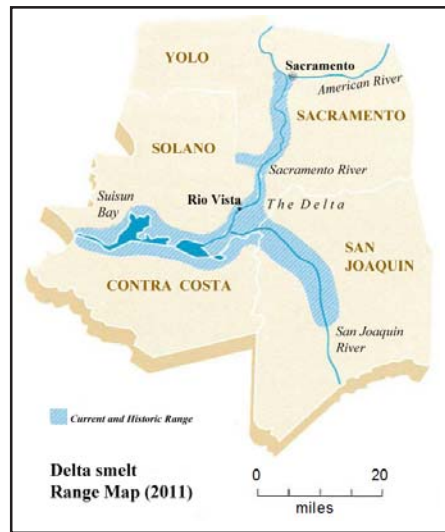 YOLO
Sacramento
American River
SACRAMENTO
SOLANO
Sacramento River
Suisun
Bay
Rio Vista
The Delta
SAN
JOAQUIN
CONTRA COSTA
San Joaquin
River
Current and Historic Range
Delta smelt
Range Map (2011)
0 20
miles